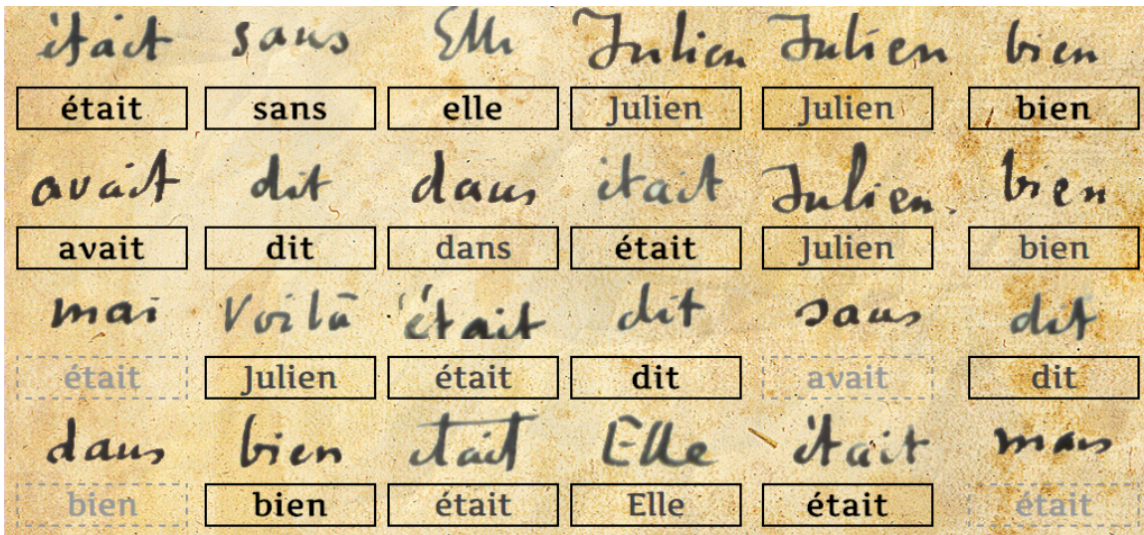 était sans Elle Julien Julien bien
était sans elle Julien Julien bien
avait dit dans était Julien bien
avait dit dans était Julien bien
mai Voilà était dit sans dit
était Julien était dit avait dit
dans bien était Elle était mais
bien bien était Elle était était